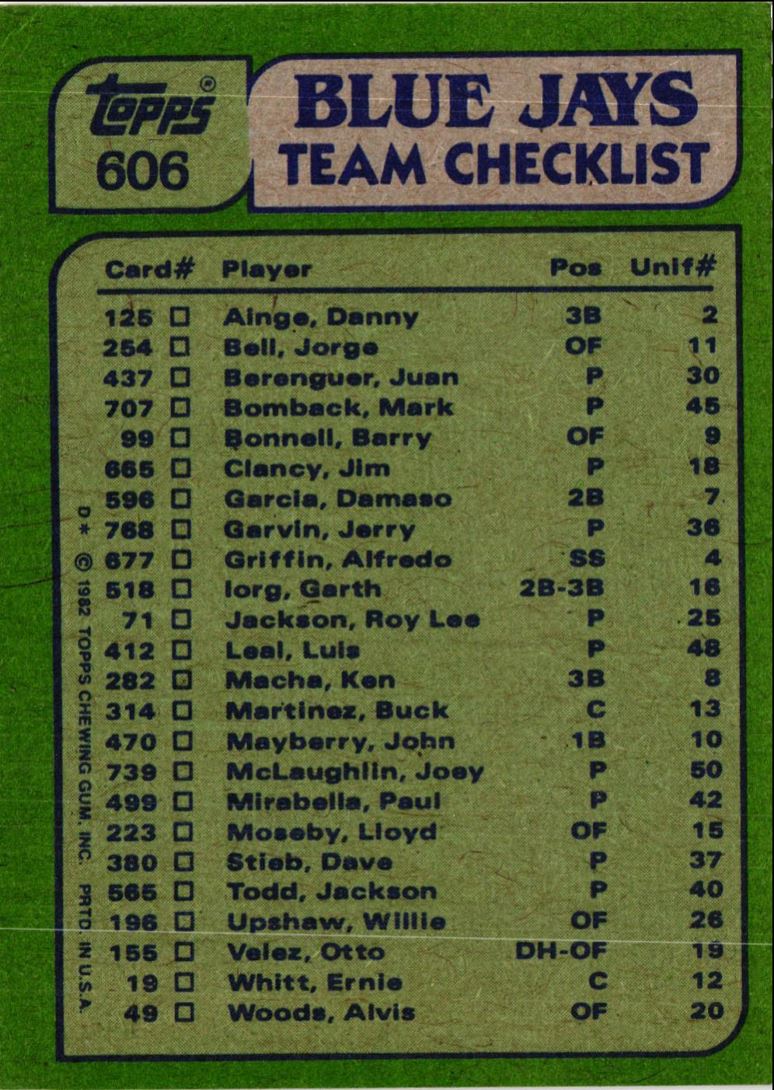 TOPPS®
606
BLUE JAYS
TEAM CHECKLIST
Card# Player Pos Unif#
125 □ Ainge, Danny 3B 2
254 □ Bell, Jorge OF 11
437 □ Berenguer, Juan P 30
707 □ Bomback, Mark P 45
99 □ Bonnell, Barry OF 9
665 □ Clancy, Jim P 18
596 □ Garcia, Damaso 2B 7
768 □ Garvin, Jerry P 36
677 □ Griffin, Alfredo SS 4
518 □ Iorg, Garth 2B-3B 16
71 □ Jackson, Roy Lee P 25
412 □ Leal, Luis P 48
282 □ Macha, Ken 3B 8
314 □ Martinez, Buck C 13
470 □ Mayberry, John 1B 10
739 □ McLaughlin, Joey P 50
499 □ Mirabella, Paul P 42
223 □ Moseby, Lloyd OF 15
380 □ Stieb, Dave P 37
565 □ Todd, Jackson P 40
196 □ Upshaw, Willie OF 26
155 □ Velez, Otto DH-OF 19
19 □ Whitt, Ernie C 12
49 □ Woods, Alvis OF 20
D* © 1982 TOPPS CHEWING GUM, INC. PRTD. IN U.S.A.